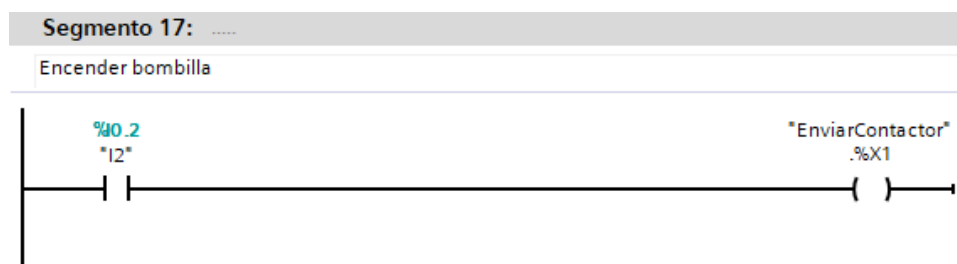 Segmento 17: .....
Encender bombilla
%I0.2
"I2"
"EnviarContactor"
.%X1